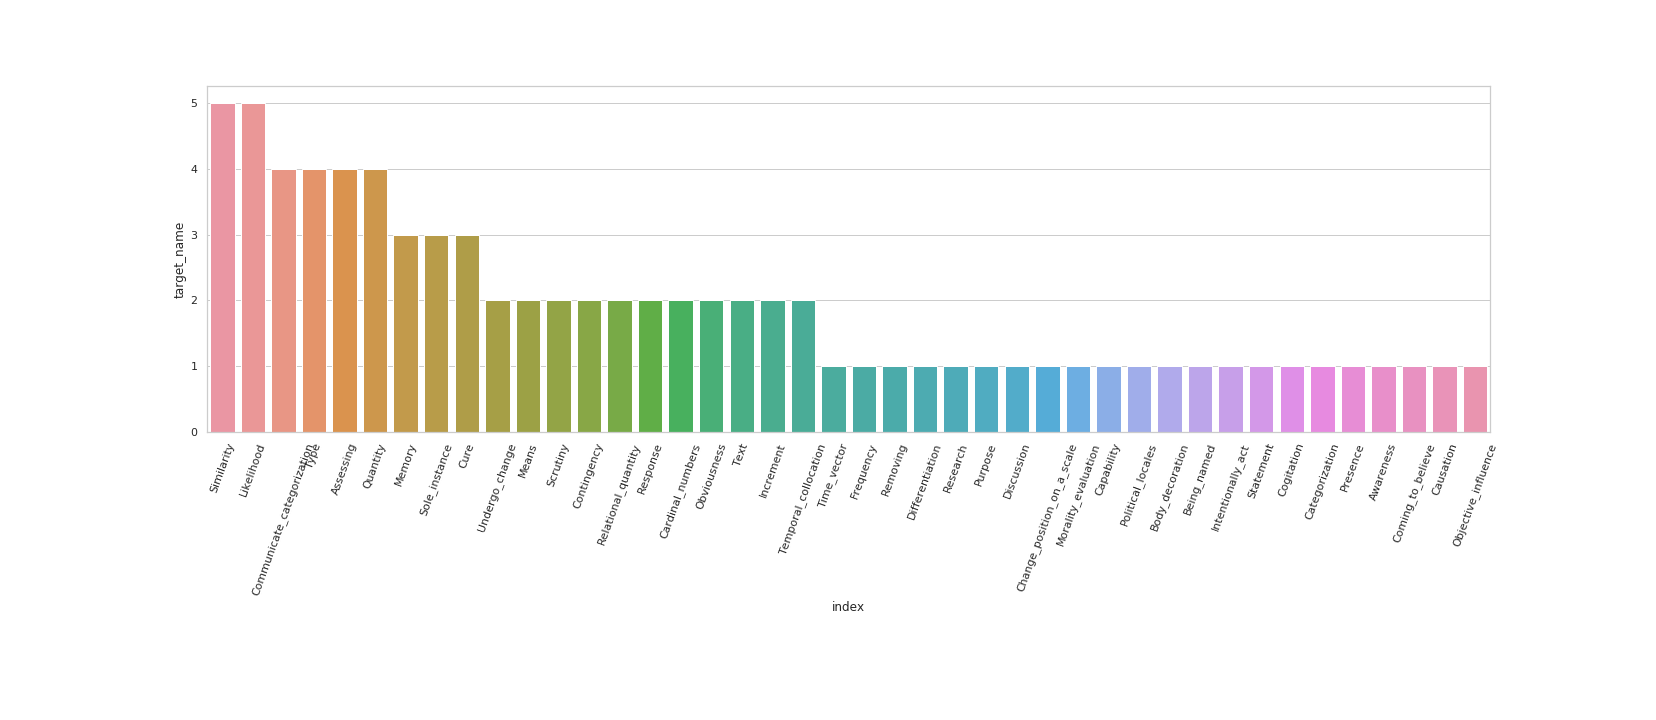 5
4
3
2
1
0
target_name
Similarity
Likelihood
Communicate_categorization
Type
Assessing
Quantity
Memory
Sole_instance
Cure
Undergo_change
Means
Scrutiny
Contingency
Relational_quantity
Response
Cardinal_numbers
Obviousness
Text
Increment
Temporal_collocation
Time_vector
Frequency
Removing
Differentiation
Research
Purpose
Discussion
Change_position_on_a_scale
Morality_evaluation
Capability
Political_locales
Body_decoration
Being_named
Intentionally_act
Statement
Cogitation
Categorization
Presence
Awareness
Coming_to_believe
Causation
Objective_influence
index